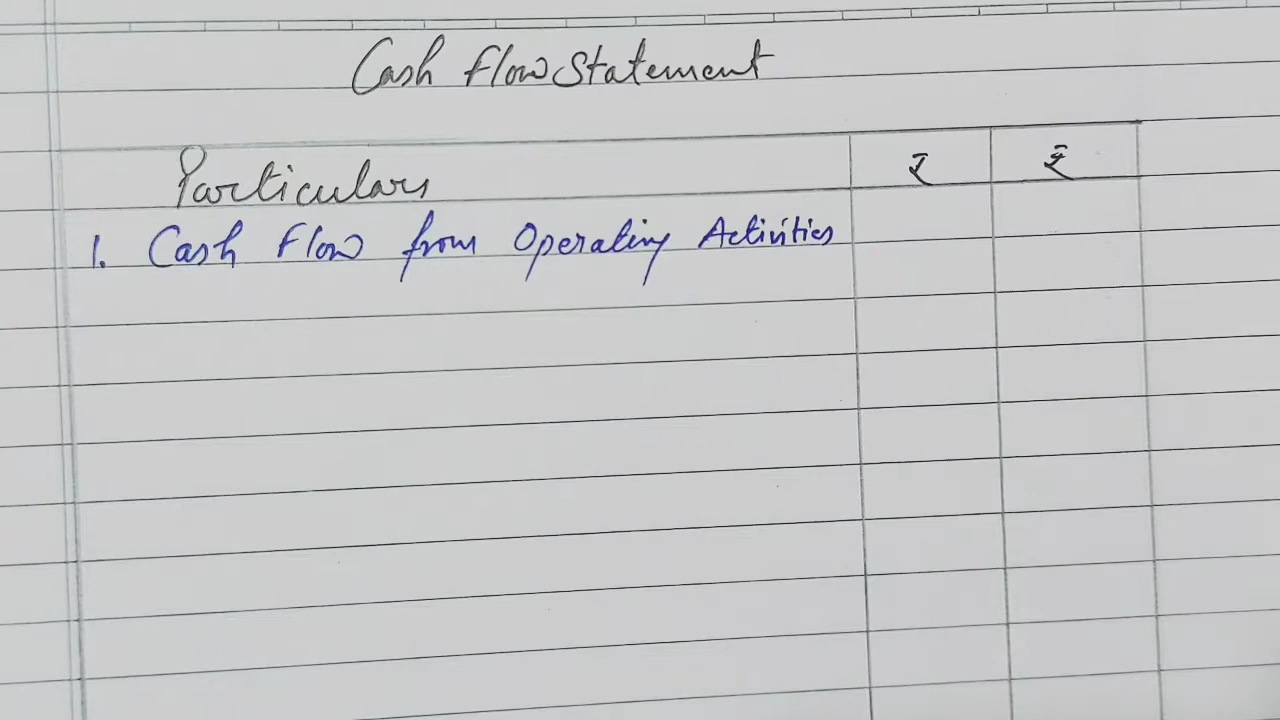 Cash Flow Statement
Particulars ₹ ₹
1. Cash Flow from Operating Activities